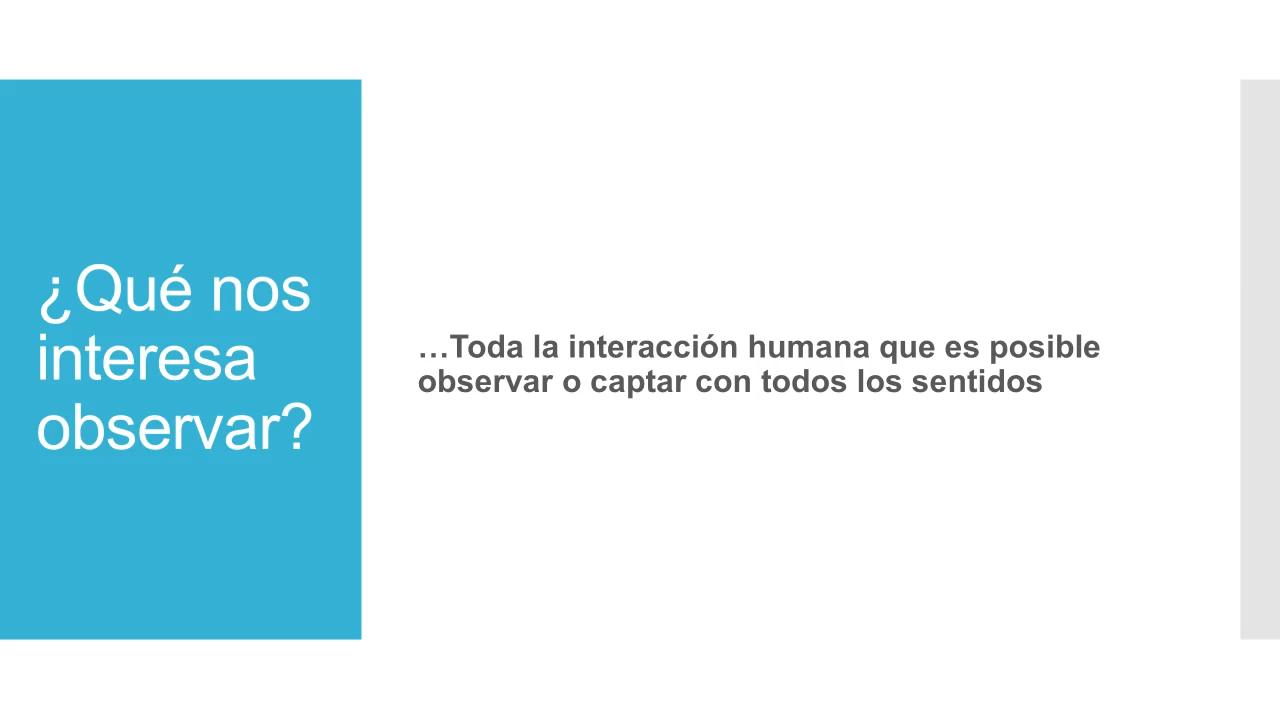 ¿Qué nos
interesa
observar?
…Toda la interacción humana que es posible
observar o captar con todos los sentidos